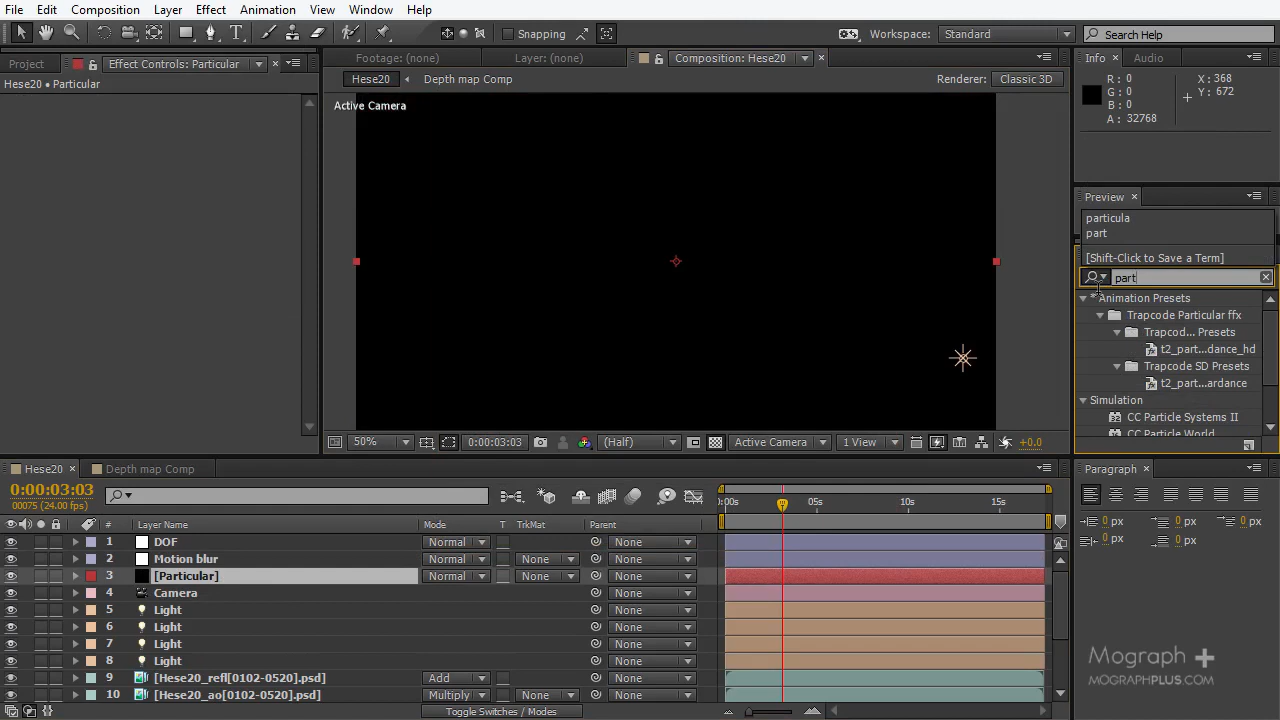 File Edit Composition Layer Effect Animation View Window Help
Snapping
Workspace: Standard
Search Help
Project
Effect Controls: Particular
Hese20 • Particular
Footage: (none)
Layer: (none)
Composition: Hese20
Hese20
Depth map Comp
Renderer: Classic 3D
Active Camera
Info
Audio
R: 0
G: 0
B: 0
A: 32768
X: 368
Y: 672
Preview
particula
part
[Shift-Click to Save a Term]
part
* Animation Presets
Trapcode Particular ffx
Trapcod... Presets
t2_part...dance_hd
Trapcode SD Presets
t2_part...ardance
Simulation
CC Particle Systems II
CC Particle World
50%
0:00:03:03
(Half)
Active Camera
1 View
+0.0
Hese20
Depth map Comp
0:00:03:03
00075 (24.00 fps)
:00s 05s 10s 15s
# Layer Name Mode T TrkMat Parent
1 DOF Normal None
2 Motion blur Normal None None
3 [Particular] Normal None None
4 Camera None
5 Light None
6 Light None
7 Light None
8 Light None
9 [Hese20_refl[0102-0520].psd] Add None None
10 [Hese20_ao[0102-0520].psd] Multiply None None
Toggle Switches / Modes
Paragraph
0 px 0 px 0 px
0 px 0 px
Mograph +
MOGRAPHPLUS.COM